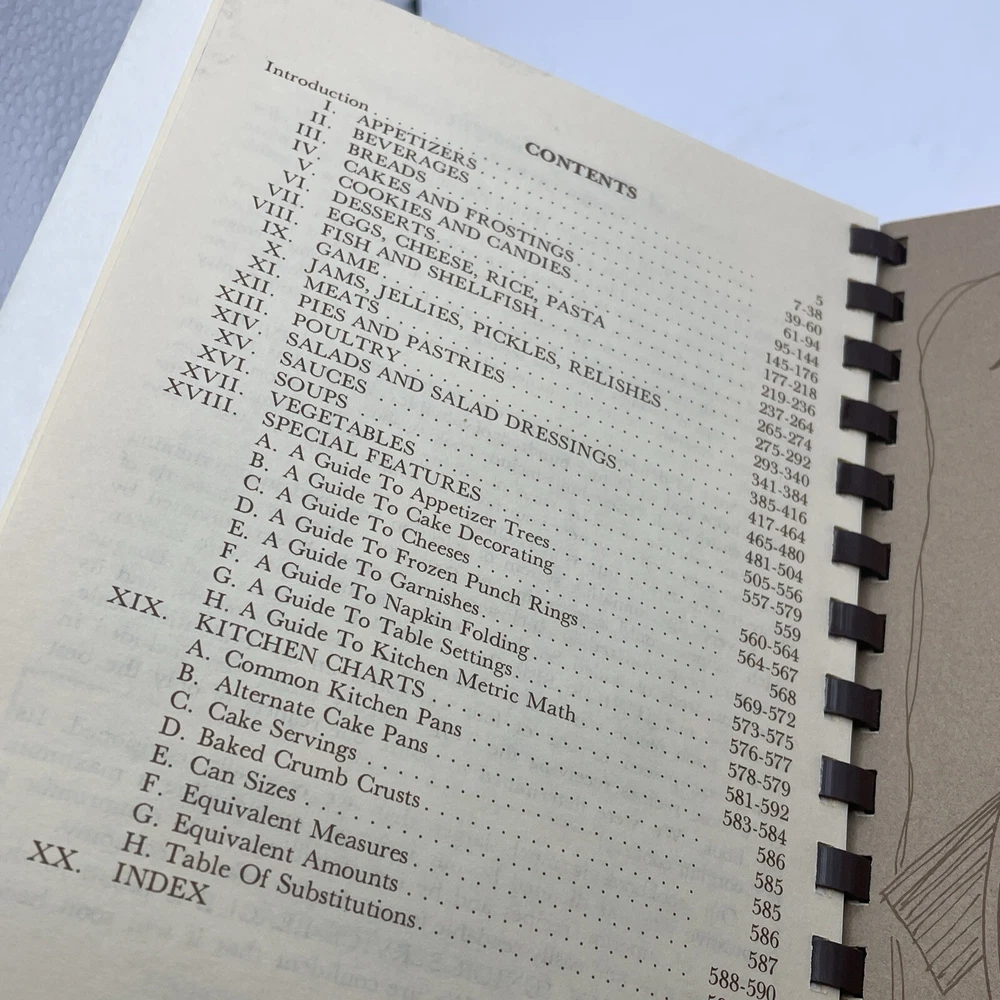 CONTENTS
Introduction 5
I. APPETIZERS 7-38
II. BEVERAGES 39-60
III. BREADS 61-94
IV. CAKES AND FROSTINGS 95-144
V. COOKIES AND CANDIES 145-176
VI. DESSERTS 177-218
VII. EGGS, CHEESE, RICE, PASTA 219-236
VIII. FISH AND SHELLFISH 237-264
IX. GAME 265-274
X. JAMS, JELLIES, PICKLES, RELISHES 275-292
XI. MEATS 293-340
XII. PIES AND PASTRIES 341-384
XIII. POULTRY 385-416
XIV. SALADS AND SALAD DRESSINGS 417-464
XV. SAUCES 465-480
XVI. SOUPS 481-504
XVII. VEGETABLES 505-556
XVIII. SPECIAL FEATURES 557-579
A. A Guide To Appetizer Trees 559
B. A Guide To Cake Decorating 560-564
C. A Guide To Cheeses 564-567
D. A Guide To Frozen Punch Rings 568
E. A Guide To Garnishes 569-572
F. A Guide To Napkin Folding 573-575
G. A Guide To Table Settings 576-577
H. A Guide To Kitchen Metric Math 578-579
XIX. KITCHEN CHARTS 581-592
A. Common Kitchen Pans 583-584
B. Alternate Cake Pans 586
C. Cake Servings 585
D. Baked Crumb Crusts 585
E. Can Sizes 586
F. Equivalent Measures 587
G. Equivalent Amounts 588-590
H. Table Of Substitutions
XX. INDEX